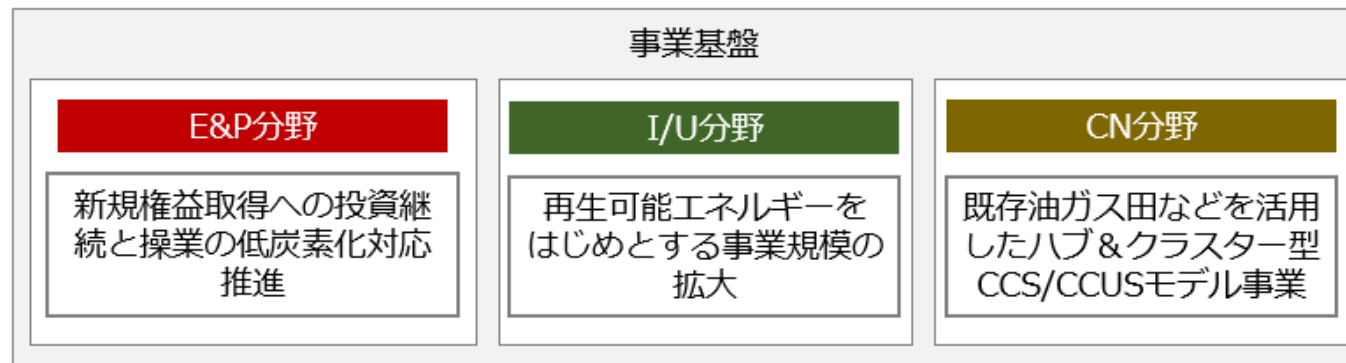 事業基盤
E&P分野
新規権益取得への投資継
続と操業の低炭素化対応
推進
I/U分野
再生可能エネルギーを
はじめとする事業規模の
拡大
CN分野
既存油ガス田などを活用
したハブ＆クラスター型
CCS/CCUSモデル事業